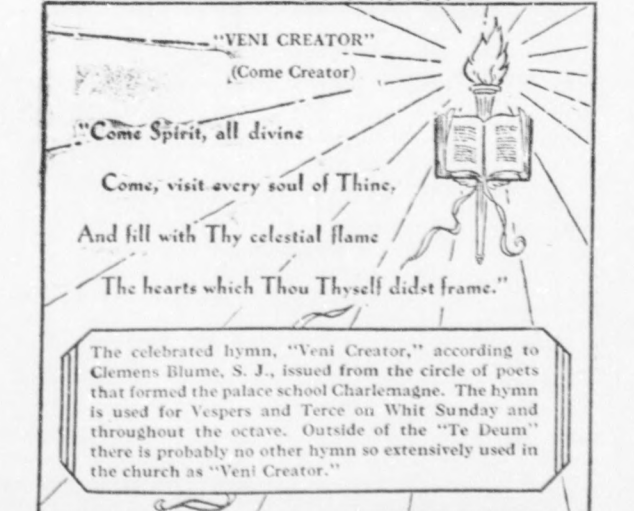 "VENI CREATOR"
(Come Creator)
"Come Spirit, all divine
Come, visit every soul of Thine,
And fill with Thy celestial flame
The hearts which Thou Thyself didst frame."
The celebrated hymn, "Veni Creator," according to
Clemens Blume, S. J., issued from the circle of poets
that formed the palace school Charlemagne. The hymn
is used for Vespers and Terce on Whit Sunday and
throughout the octave. Outside of the "Te Deum"
there is probably no other hymn so extensively used in
the church as "Veni Creator."